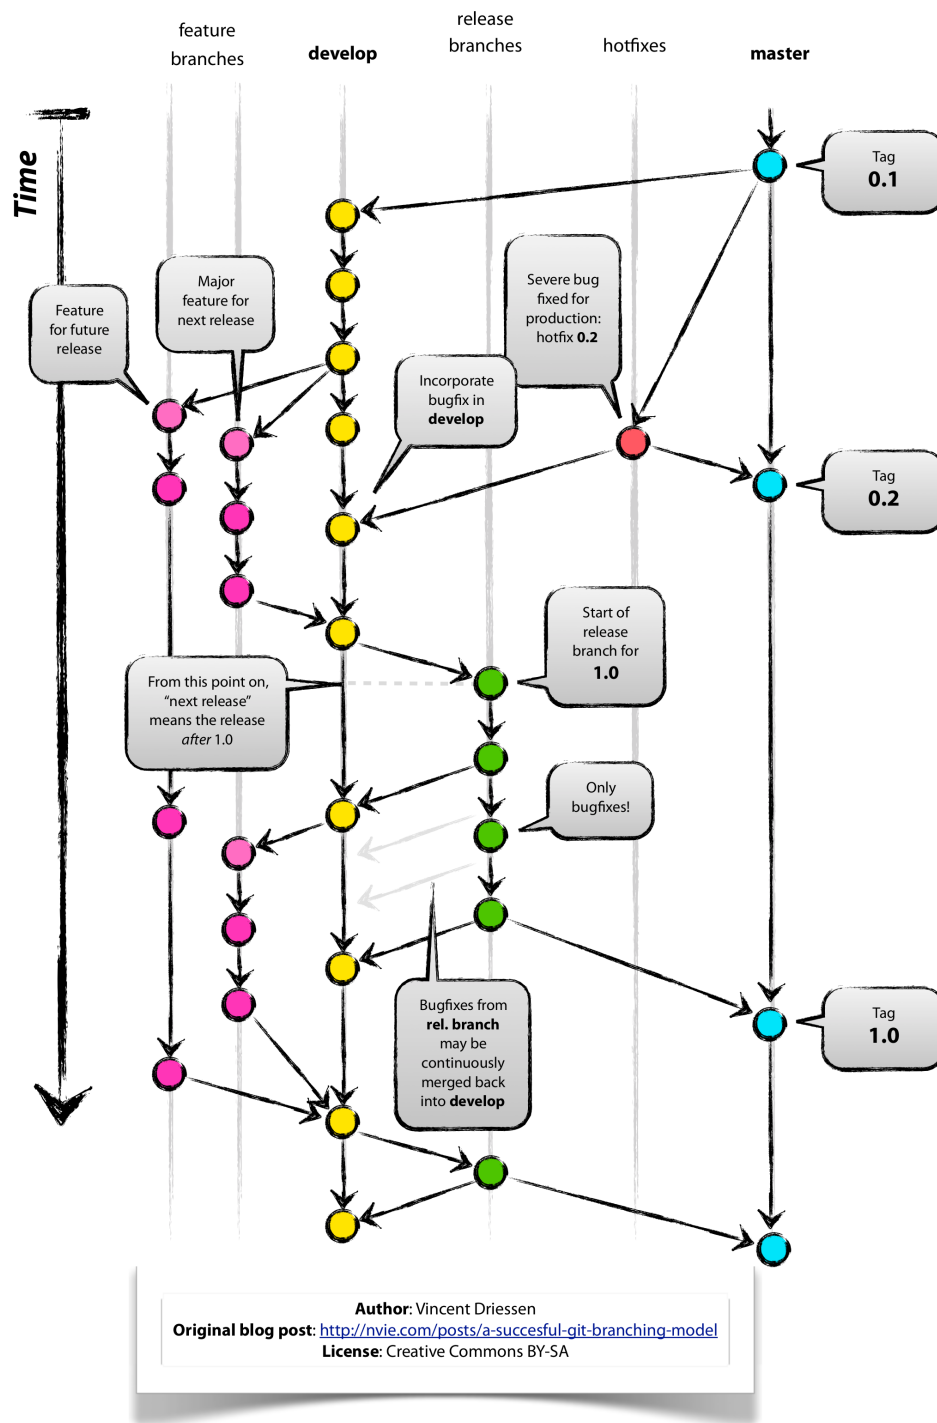 feature
branches
develop
release
branches
hotfixes
master
Time
Tag
0.1
Major
feature for
next release
Feature
for future
release
Severe bug
fixed for
production:
hotfix 0.2
Incorporate
bugfix in
develop
Tag
0.2
Start of
release
branch for
1.0
From this point on,
“next release”
means the release
after 1.0
Only
bugfixes!
Bugfixes from
rel. branch
may be
continuously
merged back
into develop
Tag
1.0
Author: Vincent Driessen
Original blog post: http://nvie.com/posts/a-succesful-git-branching-model
License: Creative Commons BY-SA